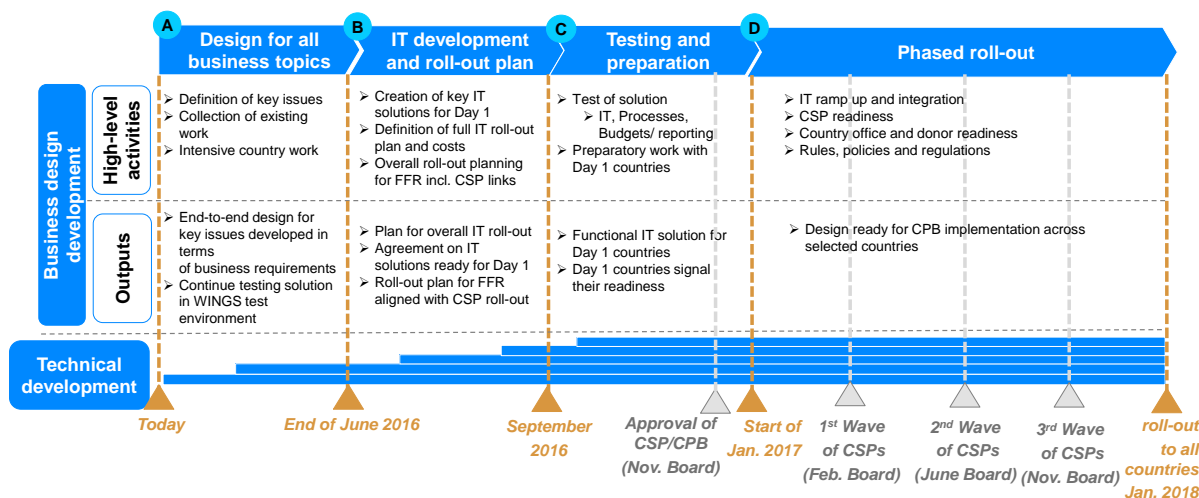 A
Design for all
business topics
B
IT development
and roll-out plan
C
Testing and
preparation
D
Phased roll-out
Business design
development
High-level
activities
➢ Definition of key issues
➢ Collection of existing
work
➢ Intensive country work
➢ Creation of key IT
solutions for Day 1
➢ Definition of full IT roll-out
plan and costs
➢ Overall roll-out planning
for FFR incl. CSP links
➢ Test of solution
➢ IT, Processes,
Budgets/ reporting
➢ Preparatory work with
Day 1 countries
➢ IT ramp up and integration
➢ CSP readiness
➢ Country office and donor readiness
➢ Rules, policies and regulations
Outputs
➢ End-to-end design for
key issues developed in
terms
of business requirements
➢ Continue testing solution
in WINGS test
environment
➢ Plan for overall IT roll-out
➢ Agreement on IT
solutions ready for Day 1
➢ Roll-out plan for FFR
aligned with CSP roll-out
➢ Functional IT solution for
Day 1 countries
➢ Day 1 countries signal
their readiness
➢ Design ready for CPB implementation across
selected countries
Technical
development
Today
End of June 2016
September
2016
Approval of
CSP/CPB
(Nov. Board)
Start of
Jan. 2017
1st Wave
of CSPs
(Feb. Board)
2nd Wave
of CSPs
(June Board)
3rd Wave
of CSPs
(Nov. Board)
roll-out
to all
countries
Jan. 2018